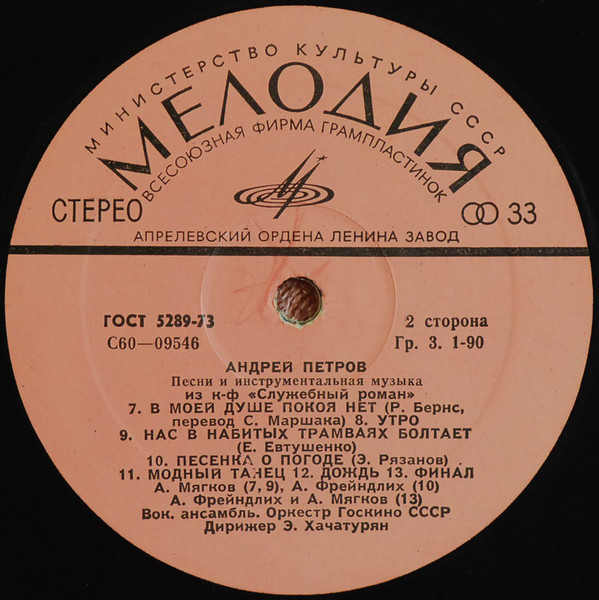 МИНИСТЕРСТВО КУЛЬТУРЫ СССР
МЕЛОДИЯ
ВСЕСОЮЗНАЯ ФИРМА ГРАМПЛАСТИНОК
СТЕРЕО
33
АПРЕЛЕВСКИЙ ОРДЕНА ЛЕНИНА ЗАВОД
ГОСТ 5289-73
2 сторона
С60—09546
Гр. 3. 1-90
АНДРЕЙ ПЕТРОВ
Песни и инструментальная музыка
из к-ф «Служебный роман»
7. В МОЕЙ ДУШЕ ПОКОЯ НЕТ (Р. Бернс,
перевод С. Маршака) 8. УТРО
9. НАС В НАБИТЫХ ТРАМВАЯХ БОЛТАЕТ
(Е. Евтушенко)
10. ПЕСЕНКА О ПОГОДЕ (Э. Рязанов)
11. МОДНЫЙ ТАНЕЦ 12. ДОЖДЬ 13. ФИНАЛ
А. Мягков (7, 9), А. Фрейндлих (10)
А. Фрейндлих и А. Мягков (13)
Вок. ансамбль. Оркестр Госкино СССР
Дирижер Э. Хачатурян